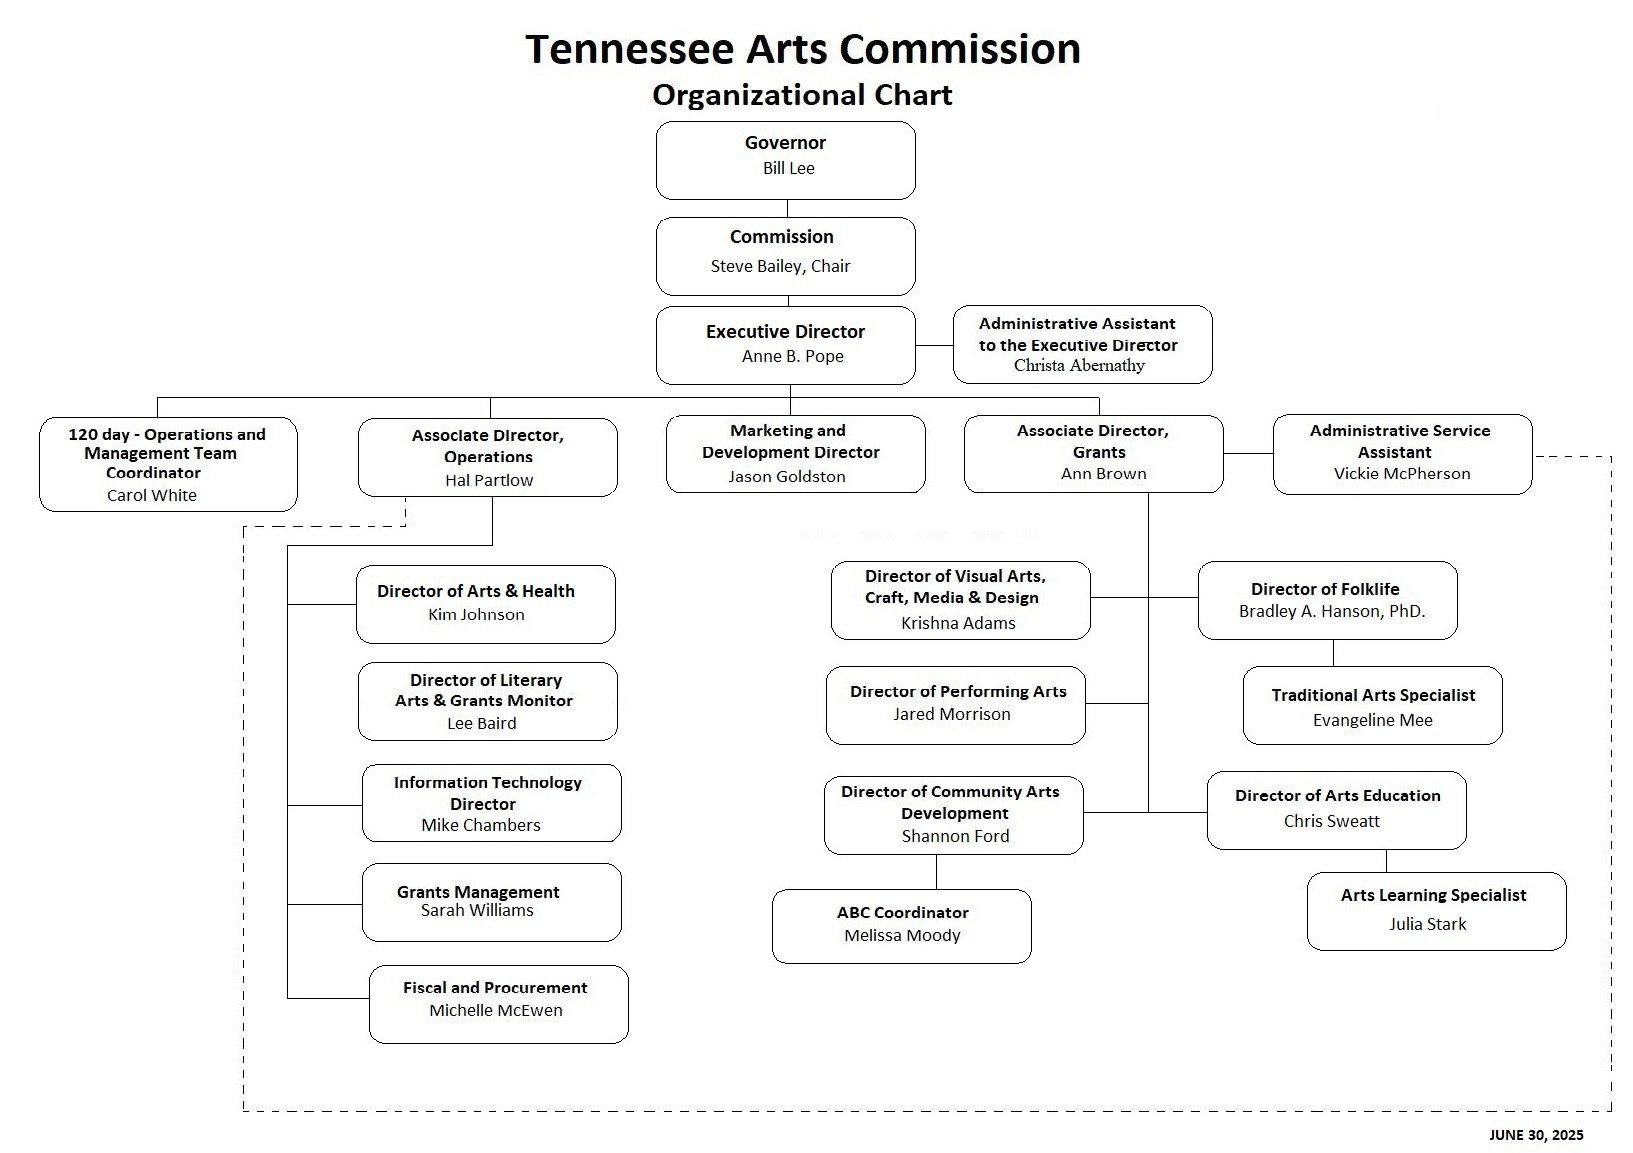 Tennessee Arts Commission
Organizational Chart
Governor
Bill Lee
Commission
Steve Bailey, Chair
Executive Director
Anne B. Pope
Administrative Assistant
to the Executive Director
Christa Abernathy
120 day - Operations and
Management Team
Coordinator
Carol White
Associate Director,
Operations
Hal Partlow
Marketing and
Development Director
Jason Goldston
Associate Director,
Grants
Ann Brown
Administrative Service
Assistant
Vickie McPherson
Director of Arts & Health
Kim Johnson
Director of Literary
Arts & Grants Monitor
Lee Baird
Information Technology
Director
Mike Chambers
Grants Management
Sarah Williams
Fiscal and Procurement
Michelle McEwen
Director of Visual Arts,
Craft, Media & Design
Krishna Adams
Director of Folklife
Bradley A. Hanson, PhD.
Director of Performing Arts
Jared Morrison
Traditional Arts Specialist
Evangeline Mee
Director of Community Arts
Development
Shannon Ford
Director of Arts Education
Chris Sweatt
ABC Coordinator
Melissa Moody
Arts Learning Specialist
Julia Stark
JUNE 30, 2025